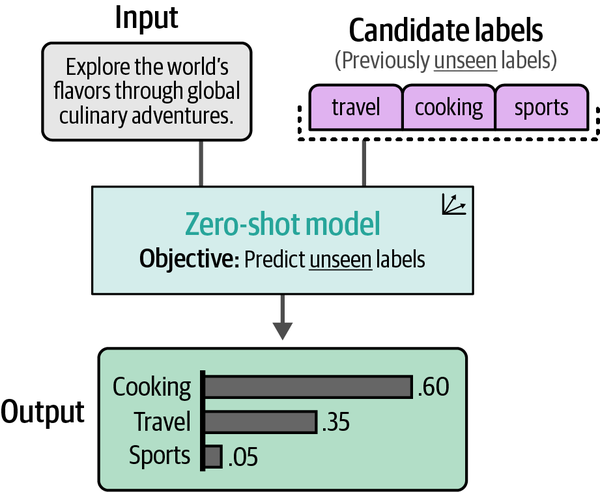 Input
Explore the world's
flavors through global
culinary adventures.
Candidate labels
(Previously unseen labels)
travel cooking sports
Zero-shot model
Objective: Predict unseen labels
Output
Cooking .60
Travel .35
Sports .05